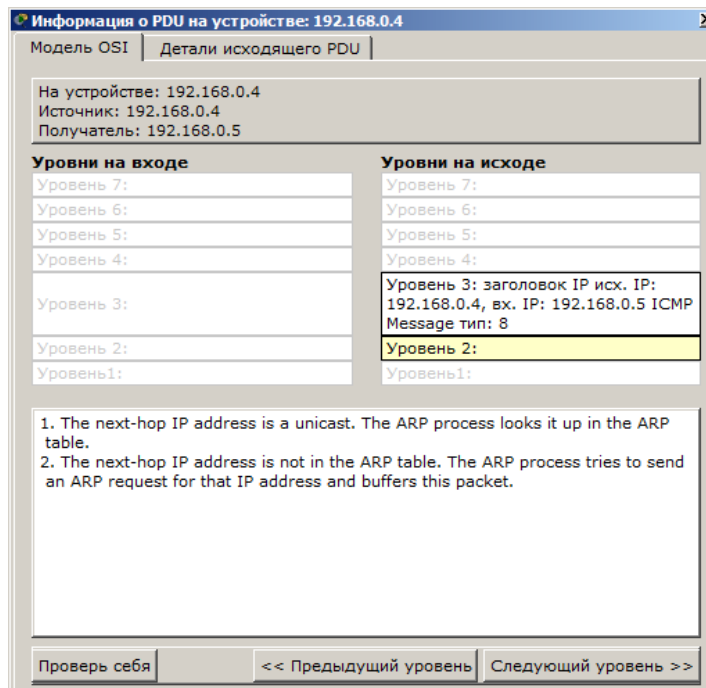 Информация о PDU на устройстве: 192.168.0.4
Модель OSI
Детали исходящего PDU
На устройстве: 192.168.0.4
Источник: 192.168.0.4
Получатель: 192.168.0.5
Уровни на входе
Уровень 7:
Уровень 6:
Уровень 5:
Уровень 4:
Уровень 3:
Уровень 2:
Уровень1:
Уровни на исходе
Уровень 7:
Уровень 6:
Уровень 5:
Уровень 4:
Уровень 3: заголовок IP исх. IP:
192.168.0.4, вх. IP: 192.168.0.5 ICMP
Message тип: 8
Уровень 2:
Уровень1:
1. The next-hop IP address is a unicast. The ARP process looks it up in the ARP
table.
2. The next-hop IP address is not in the ARP table. The ARP process tries to send
an ARP request for that IP address and buffers this packet.
Проверь себя
<< Предыдущий уровень
Следующий уровень >>